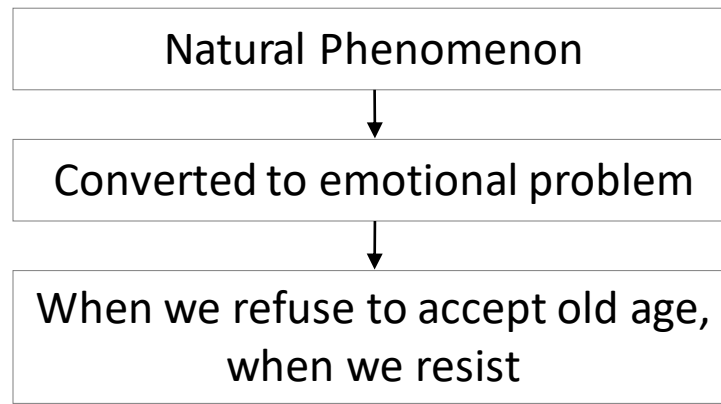 Natural Phenomenon
Converted to emotional problem
When we refuse to accept old age,
when we resist